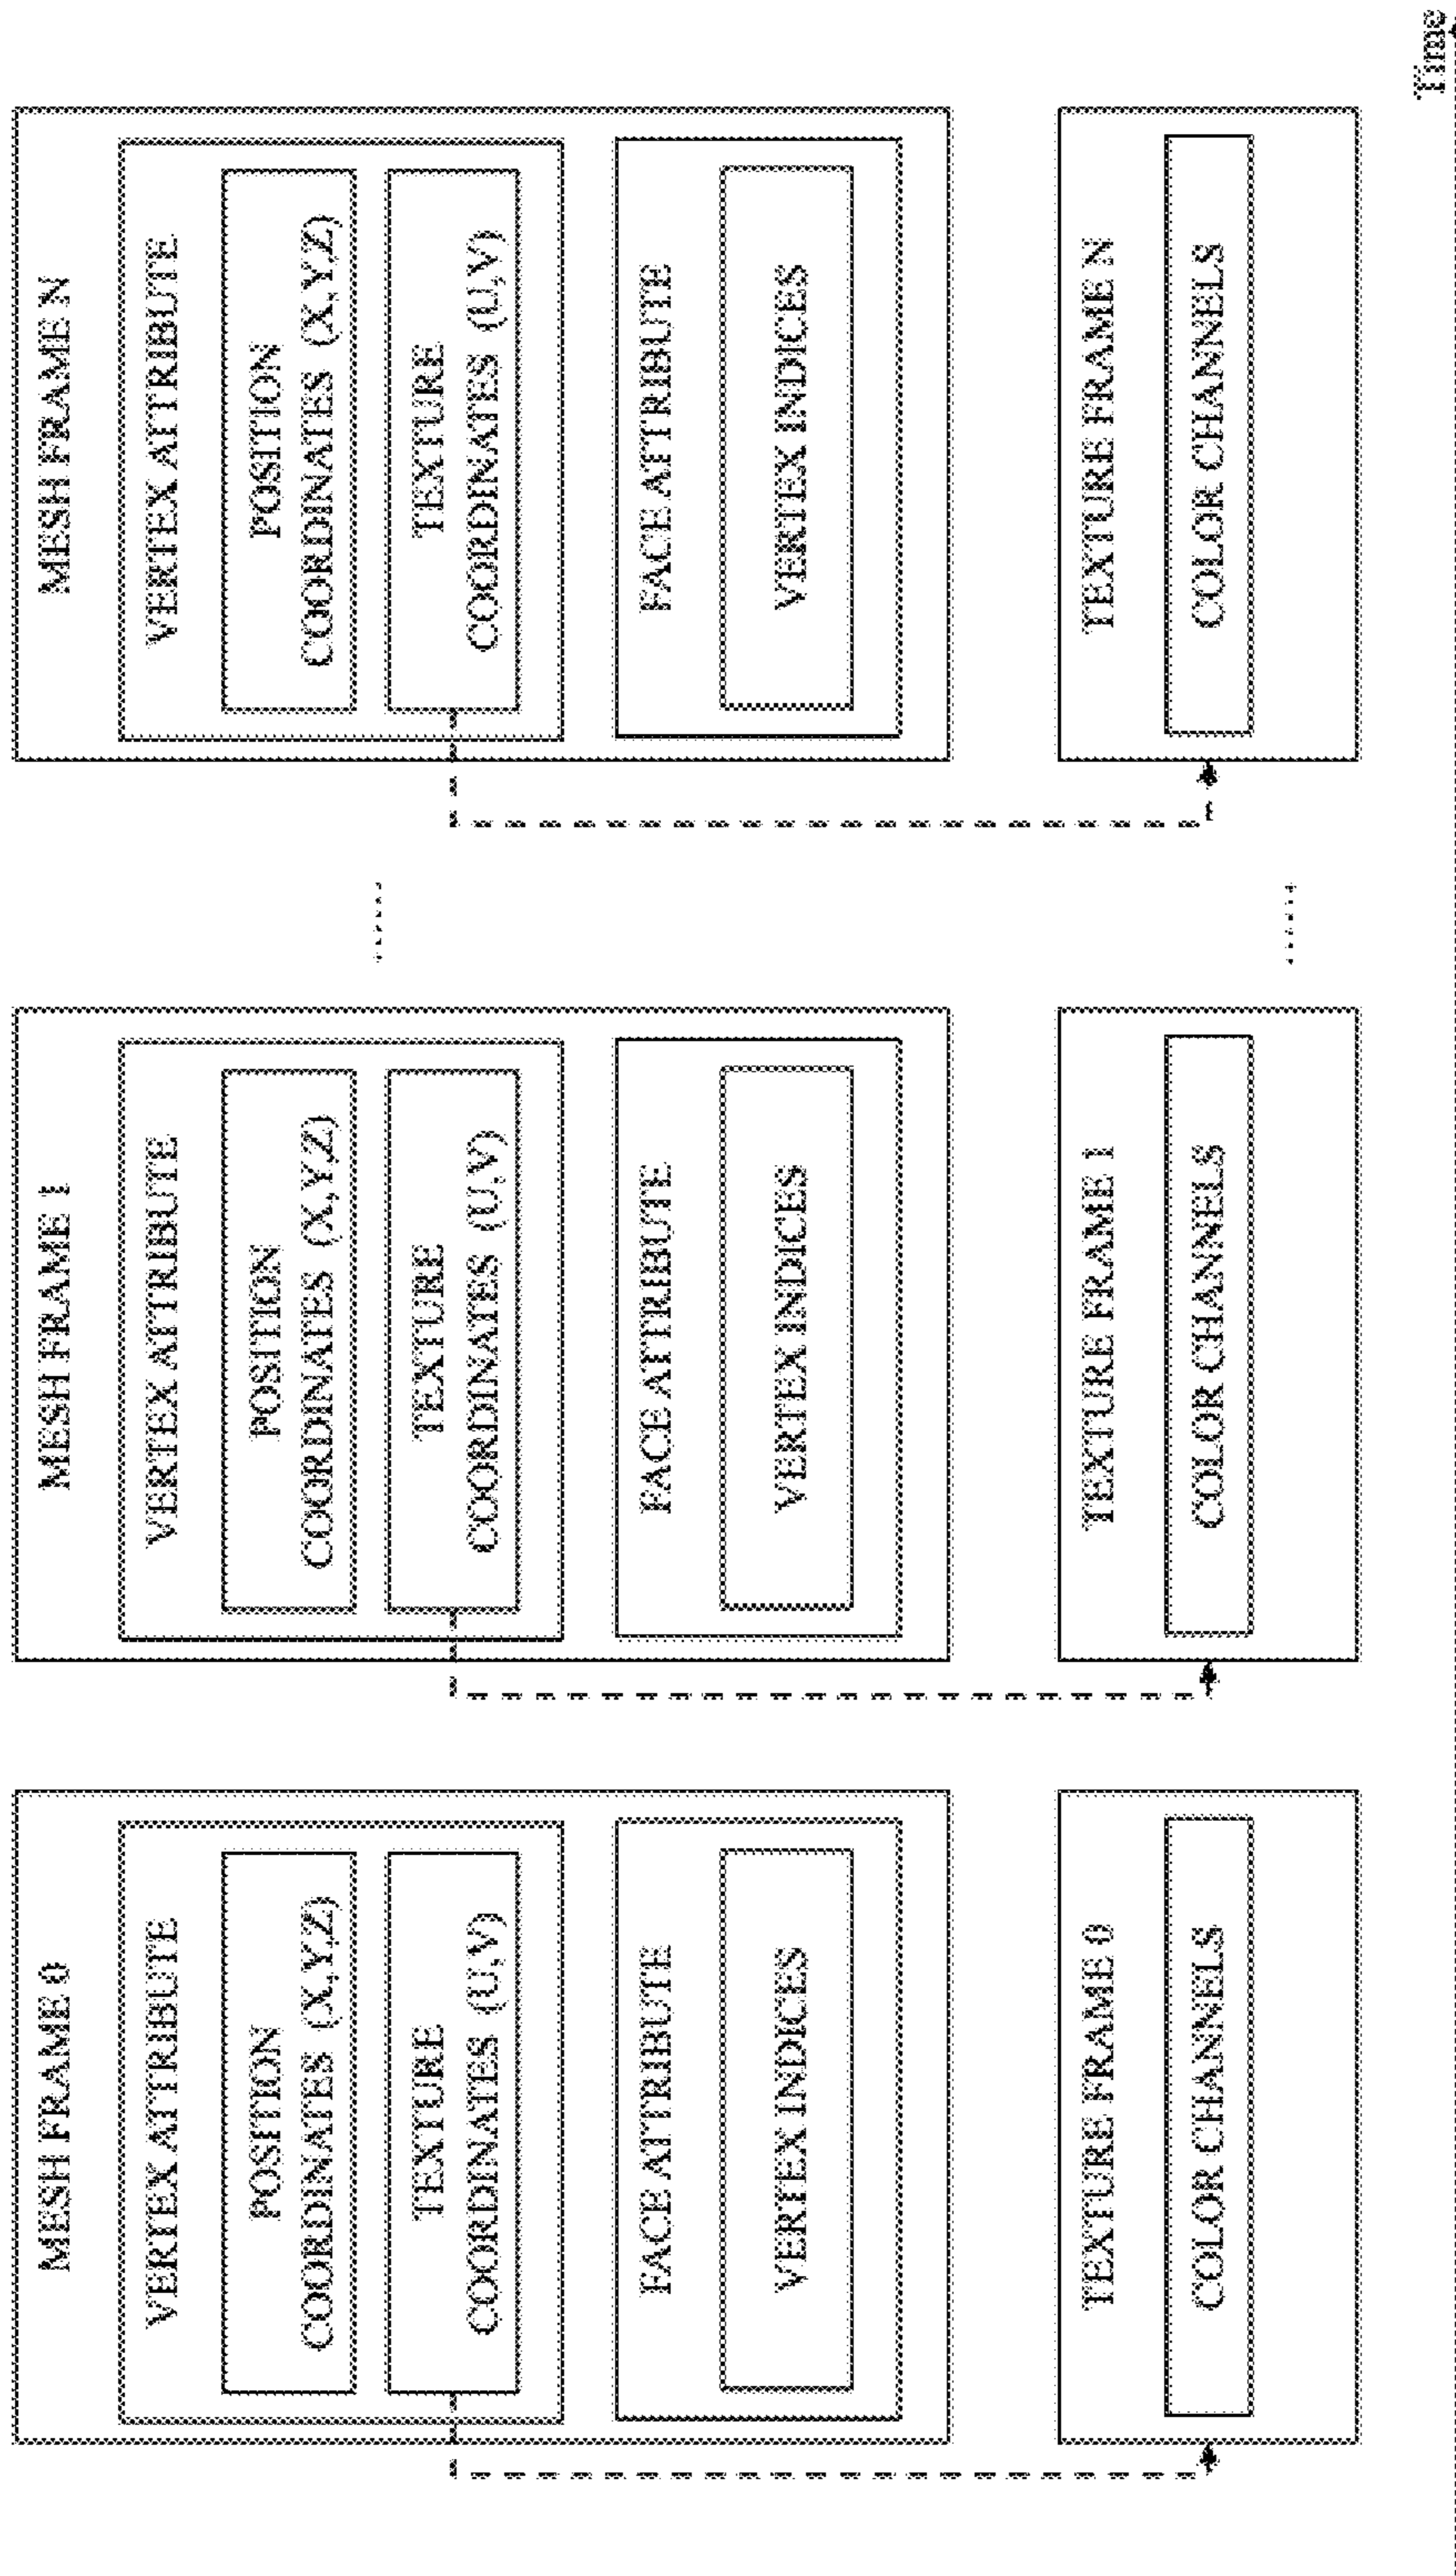 MESH FRAME 0
VERTEX ATTRIBUTE
POSITION
COORDINATES (X,Y,Z)
TEXTURE
COORDINATES (U,V)
FACE ATTRIBUTE
VERTEX INDICES
TEXTURE FRAME 0
COLOR CHANNELS
MESH FRAME 1
VERTEX ATTRIBUTE
POSITION
COORDINATES (X,Y,Z)
TEXTURE
COORDINATES (U,V)
FACE ATTRIBUTE
VERTEX INDICES
TEXTURE FRAME 1
COLOR CHANNELS
......
......
MESH FRAME N
VERTEX ATTRIBUTE
POSITION
COORDINATES (X,Y,Z)
TEXTURE
COORDINATES (U,V)
FACE ATTRIBUTE
VERTEX INDICES
TEXTURE FRAME N
COLOR CHANNELS
Time